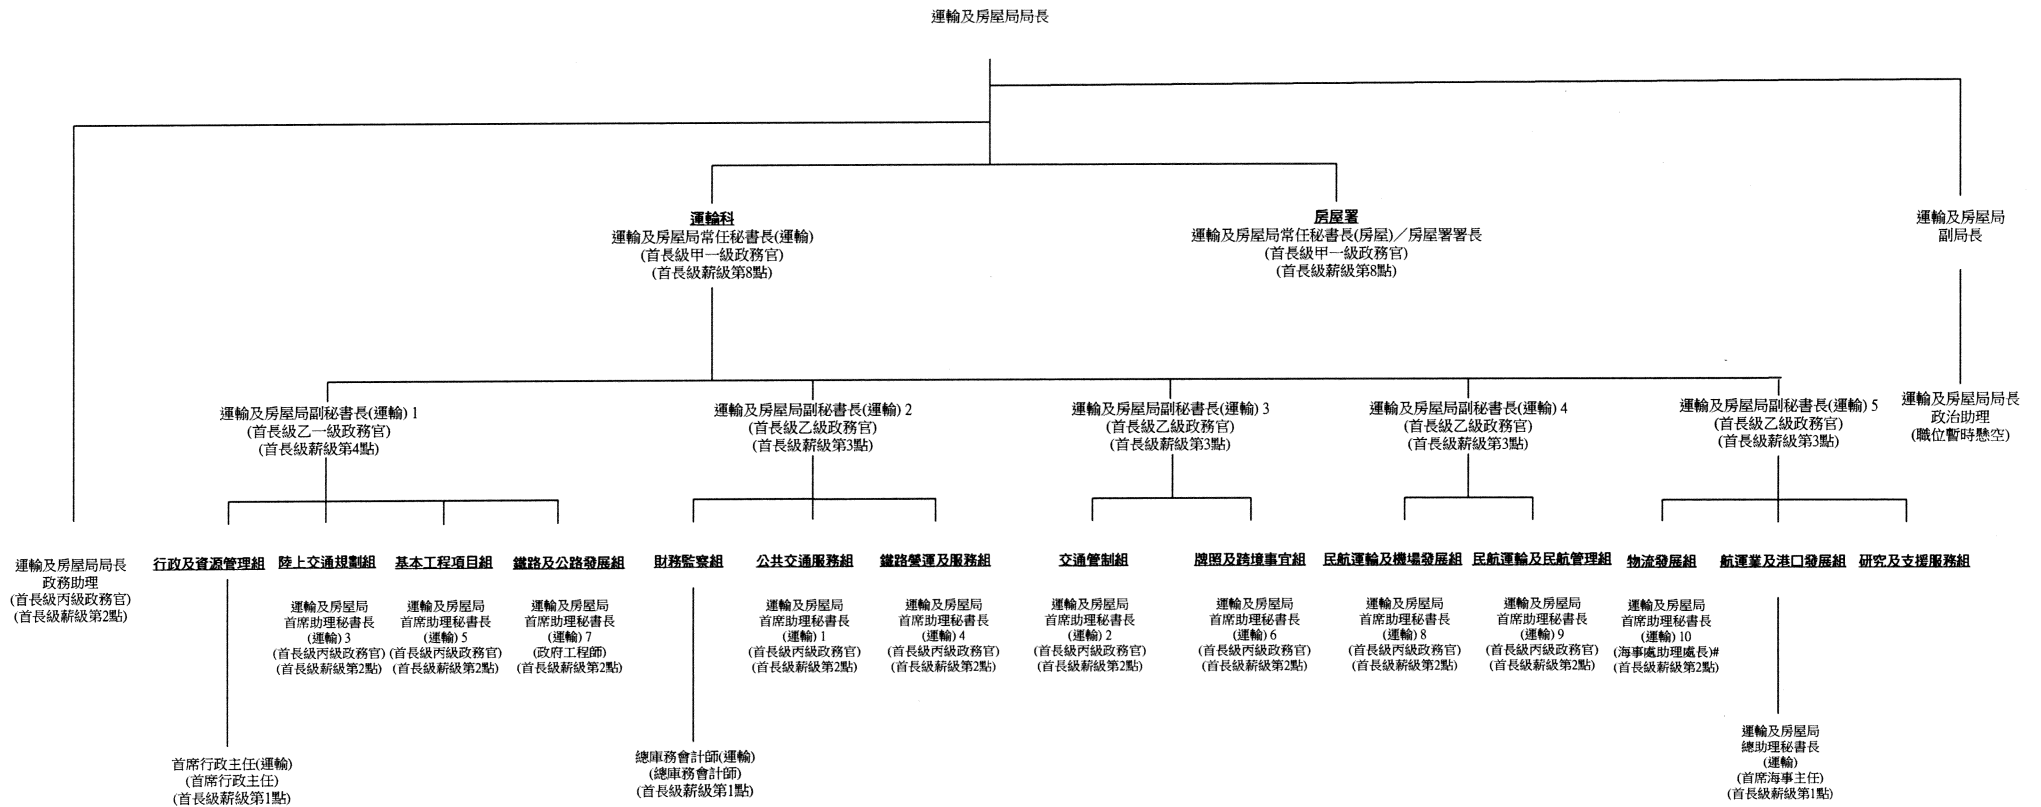 運輸及房屋局局長
運輸科
運輸及房屋局常任秘書長(運輸)
(首長級甲一級政務官)
(首長級薪級第8點)
房屋署
運輸及房屋局常任秘書長(房屋)／房屋署署長
(首長級甲一級政務官)
(首長級薪級第8點)
運輸及房屋局
副局長
運輸及房屋局副秘書長(運輸) 1
(首長級乙一級政務官)
(首長級薪級第4點)
運輸及房屋局副秘書長(運輸) 2
(首長級乙級政務官)
(首長級薪級第3點)
運輸及房屋局副秘書長(運輸) 3
(首長級乙級政務官)
(首長級薪級第3點)
運輸及房屋局副秘書長(運輸) 4
(首長級乙級政務官)
(首長級薪級第3點)
運輸及房屋局副秘書長(運輸) 5
(首長級乙級政務官)
(首長級薪級第3點)
運輸及房屋局局長
政治助理
(職位暫時懸空)
運輸及房屋局局長
政務助理
(首長級丙級政務官)
(首長級薪級第2點)
行政及資源管理組
首席行政主任(運輸)
(首席行政主任)
(首長級薪級第1點)
陸上交通規劃組
運輸及房屋局
首席助理秘書長
(運輸) 3
(首長級丙級政務官)
(首長級薪級第2點)
基本工程項目組
運輸及房屋局
首席助理秘書長
(運輸) 5
(首長級丙級政務官)
(首長級薪級第2點)
鐵路及公路發展組
運輸及房屋局
首席助理秘書長
(運輸) 7
(政府工程師)
(首長級薪級第2點)
財務監察組
總庫務會計師(運輸)
(總庫務會計師)
(首長級薪級第1點)
公共交通服務組
運輸及房屋局
首席助理秘書長
(運輸) 1
(首長級丙級政務官)
(首長級薪級第2點)
鐵路營運及服務組
運輸及房屋局
首席助理秘書長
(運輸) 4
(首長級丙級政務官)
(首長級薪級第2點)
交通管制組
運輸及房屋局
首席助理秘書長
(運輸) 2
(首長級丙級政務官)
(首長級薪級第2點)
牌照及跨境事宜組
運輸及房屋局
首席助理秘書長
(運輸) 6
(首長級丙級政務官)
(首長級薪級第2點)
民航運輸及機場發展組
運輸及房屋局
首席助理秘書長
(運輸) 8
(首長級丙級政務官)
(首長級薪級第2點)
民航運輸及民航管理組
運輸及房屋局
首席助理秘書長
(運輸) 9
(首長級丙級政務官)
(首長級薪級第2點)
物流發展組
運輸及房屋局
首席助理秘書長
(運輸) 10
(海事處助理處長)#
(首長級薪級第2點)
航運業及港口發展組
運輸及房屋局
總助理秘書長
(運輸)
(首席海事主任)
(首長級薪級第1點)
研究及支援服務組